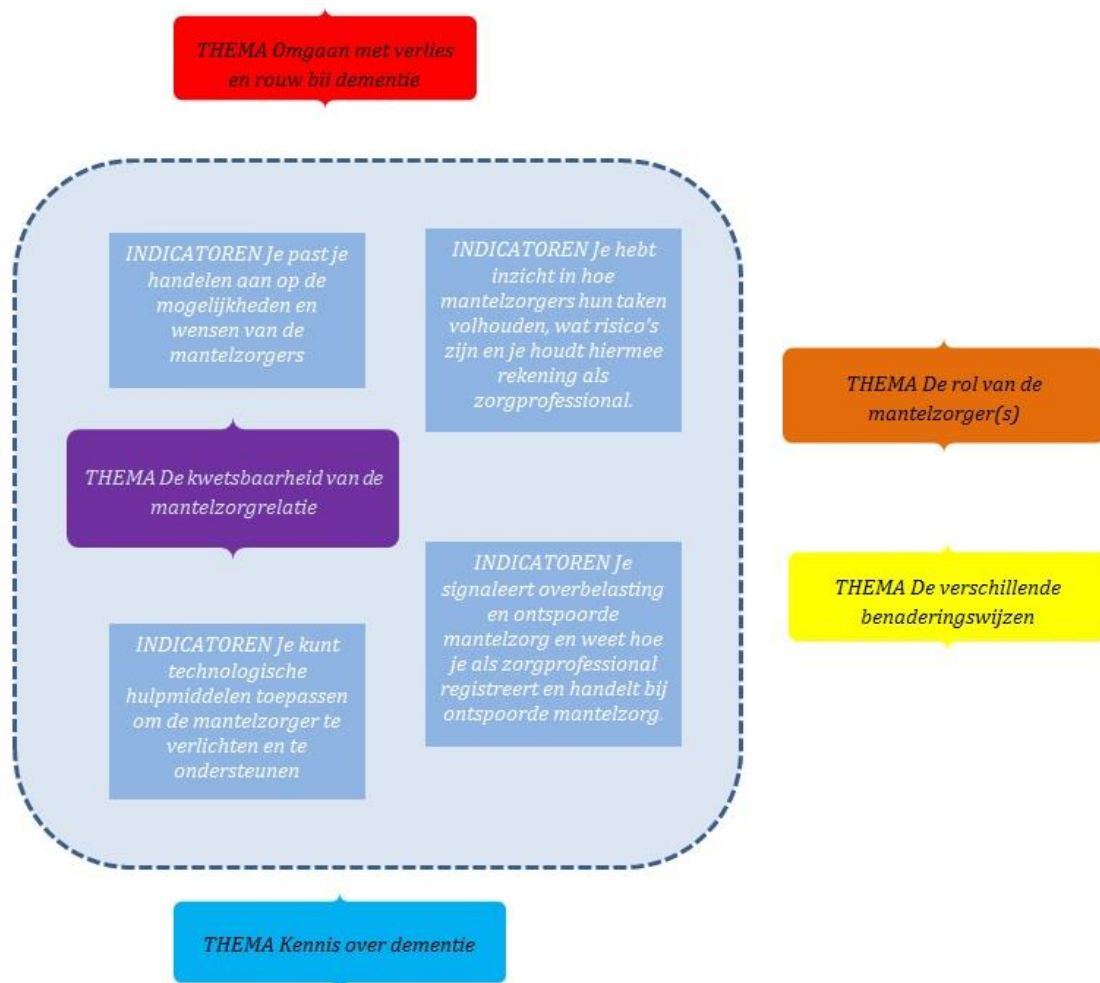 THEMA Omgaan met verlies
en rouw bij dementie
INDICATOREN Je past je
handelen aan op de
mogelijkheden en
wensen van de
mantelzorgers
INDICATOREN Je hebt
inzicht in hoe
mantelzorgers hun taken
volhouden, wat risico's
zijn en je houdt hiermee
rekening als
zorgprofessional.
THEMA De rol van de
mantelzorger(s)
THEMA De kwetsbaarheid van de
mantelzorgrelatie
INDICATOREN Je
signaleert overbelasting
en ontspoorde
mantelzorg en weet hoe
je als zorgprofessional
registreert en handelt bij
ontspoorde mantelzorg.
THEMA De verschillende
benaderingswijzen
INDICATOREN Je kunt
technologische
hulpmiddelen toepassen
om de mantelzorger te
verlichten en te
ondersteunen
THEMA Kennis over dementie